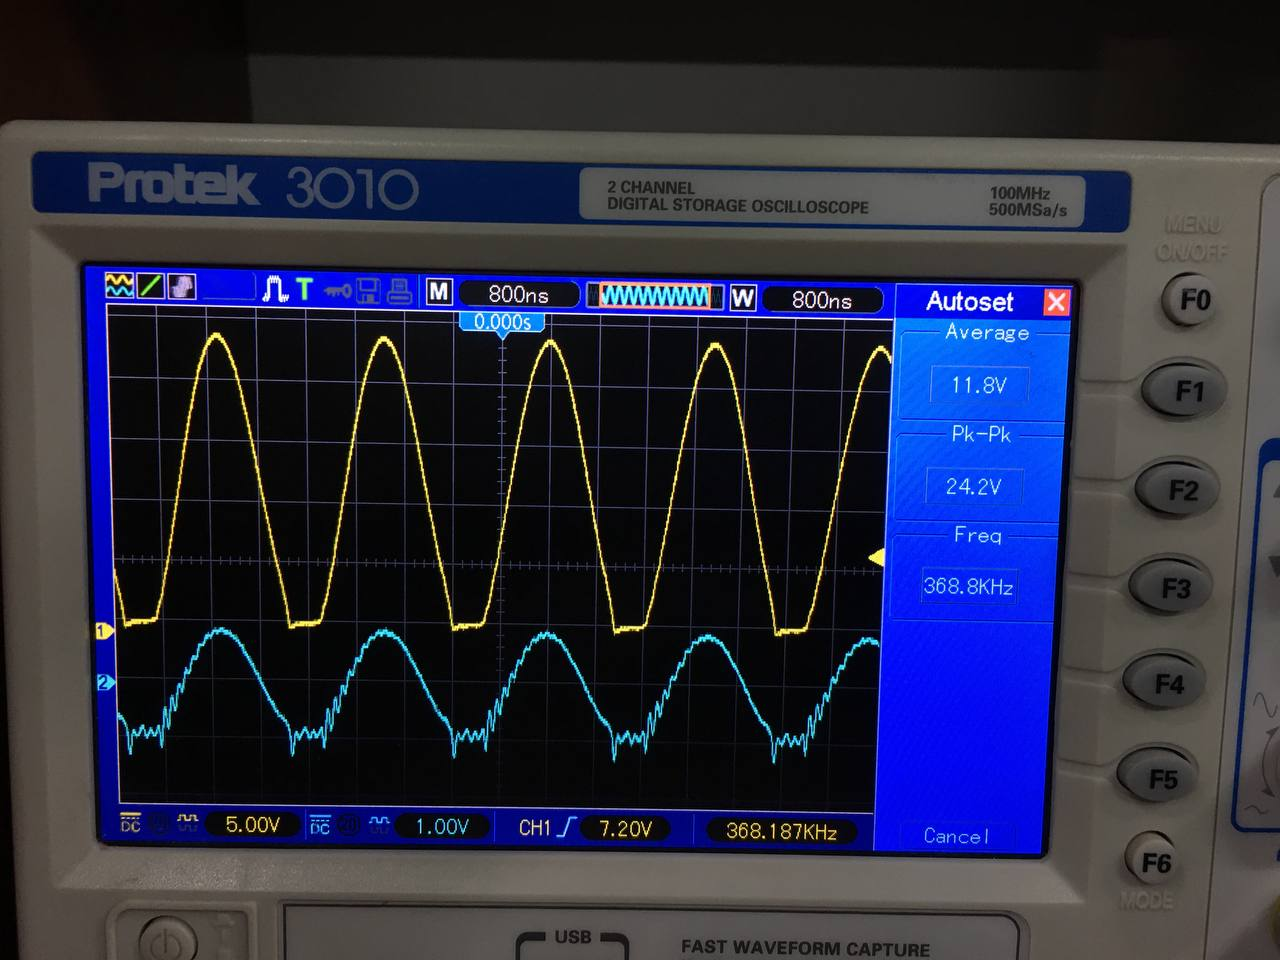 Protek 3010
2 CHANNEL
DIGITAL STORAGE OSCILLOSCOPE
100MHz
500MSa/s
MENU
ON/OFF
T
M 800ns
W 800ns
Autoset
0.000s
Average
11.8V
Pk-Pk
24.2V
Freq
368.8KHz
1
2
DC 5.00V
DC 20 1.00V
CH1 7.20V
368.187KHz
Cancel
F0
F1
F2
F3
F4
F5
F6
MODE
USB
FAST WAVEFORM CAPTURE